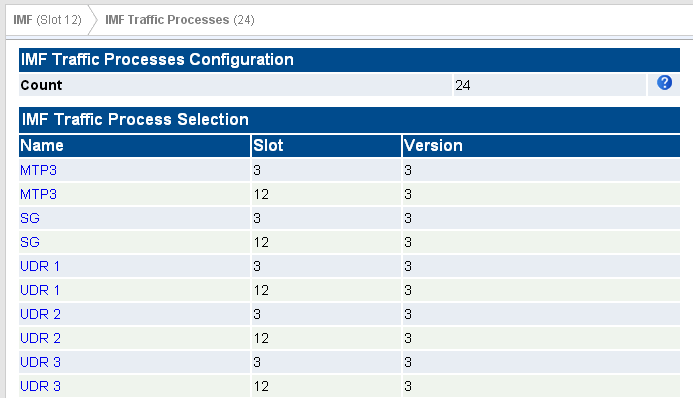 IMF (Slot 12) IMF Traffic Processes (24)
IMF Traffic Processes Configuration
Count 24 ?
IMF Traffic Process Selection
Name Slot Version
MTP3 3 3
MTP3 12 3
SG 3 3
SG 12 3
UDR 1 3 3
UDR 1 12 3
UDR 2 3 3
UDR 2 12 3
UDR 3 3 3
UDR 3 12 3